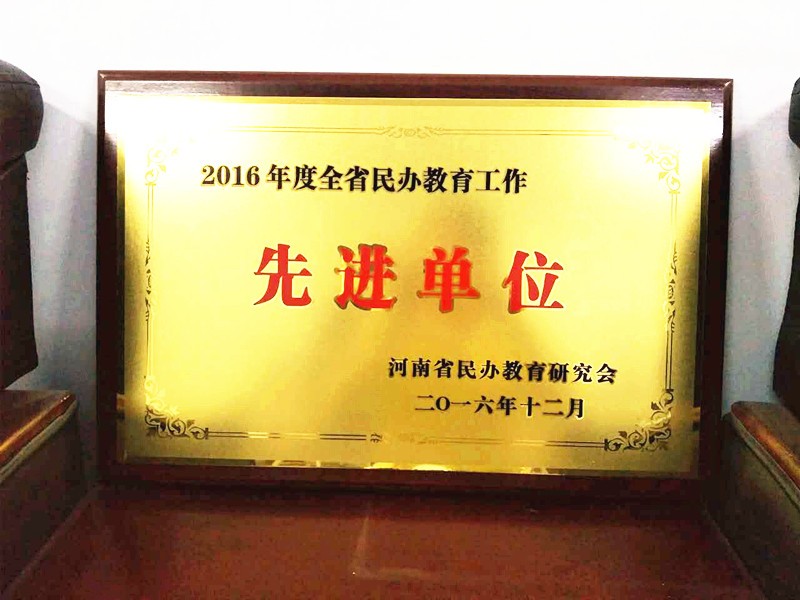 2016年度全省民办教育工作
先进单位
河南省民办教育研究会
二〇一六年十二月